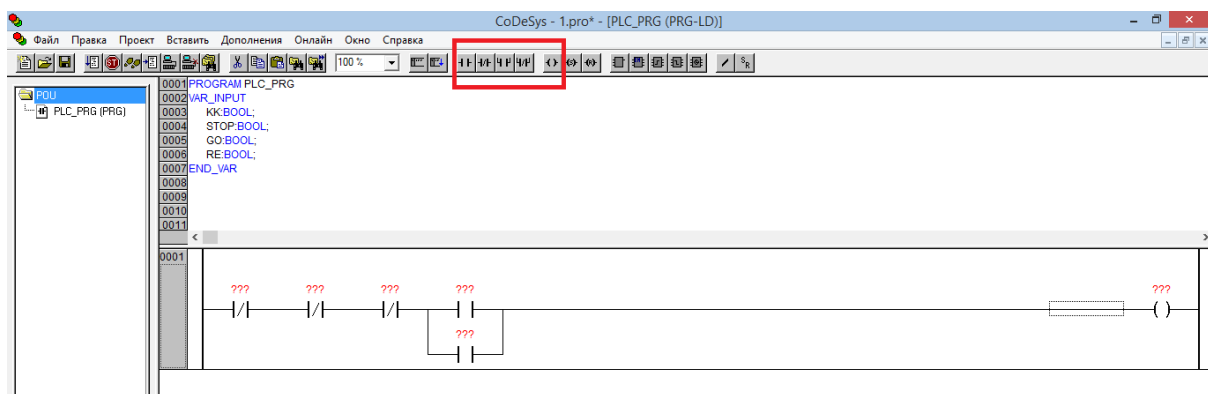 CoDeSys - 1.pro* - [PLC_PRG (PRG-LD)]
Файл Правка Проект Вставить Дополнения Онлайн Окно Справка
100 %
POU
PLC_PRG (PRG)
0001 PROGRAM PLC_PRG
0002 VAR_INPUT
0003 KK:BOOL;
0004 STOP:BOOL;
0005 GO:BOOL;
0006 RE:BOOL;
0007 END_VAR
0008
0009
0010
0011
0001
??? ??? ??? ??? ???
???